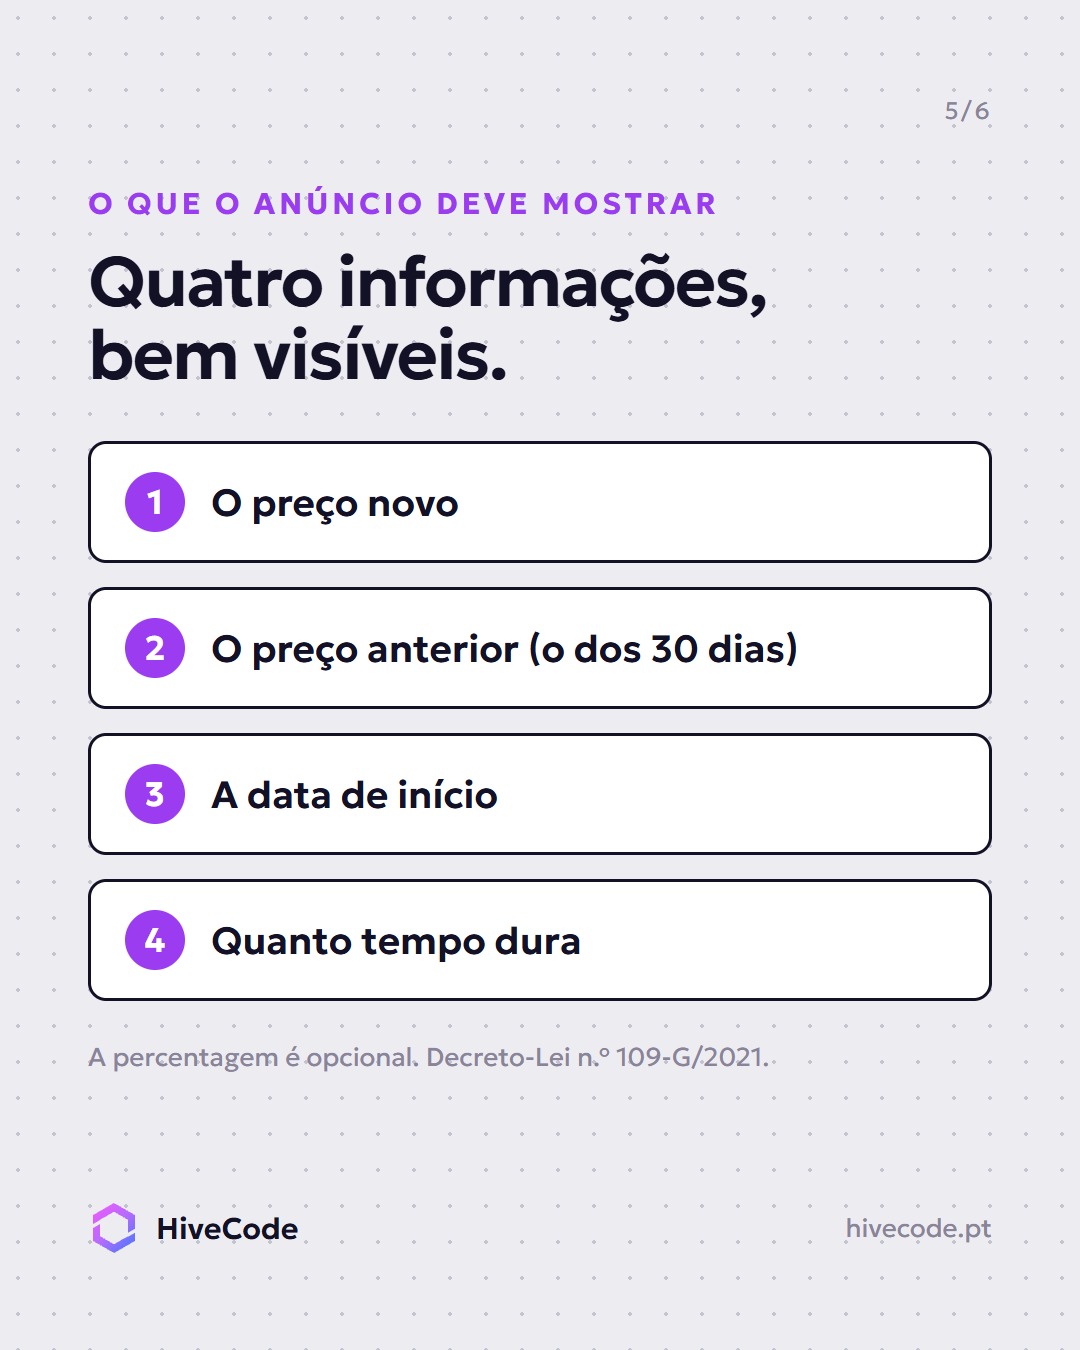 5/6
O QUE O ANÚNCIO DEVE MOSTRAR
Quatro informações,
bem visíveis.
1 O preço novo
2 O preço anterior (o dos 30 dias)
3 A data de início
4 Quanto tempo dura
A percentagem é opcional. Decreto-Lei n.º 109-G/2021.
HiveCode
hivecode.pt